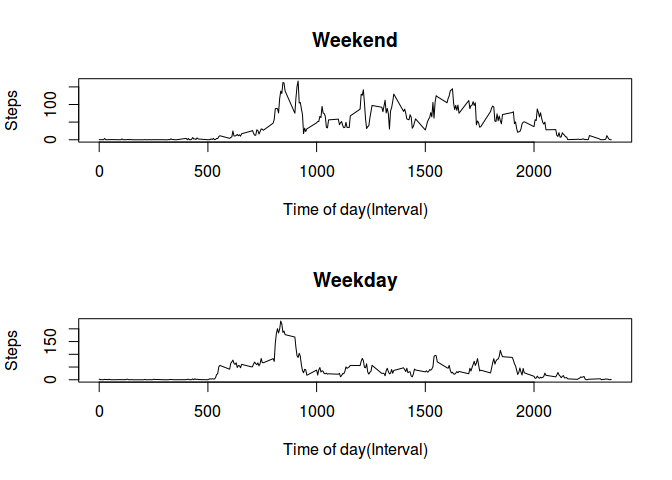 Weekend
Steps
100
0
0 500 1000 1500 2000
Time of day(Interval)
Weekday
Steps
150
0
0 500 1000 1500 2000
Time of day(Interval)